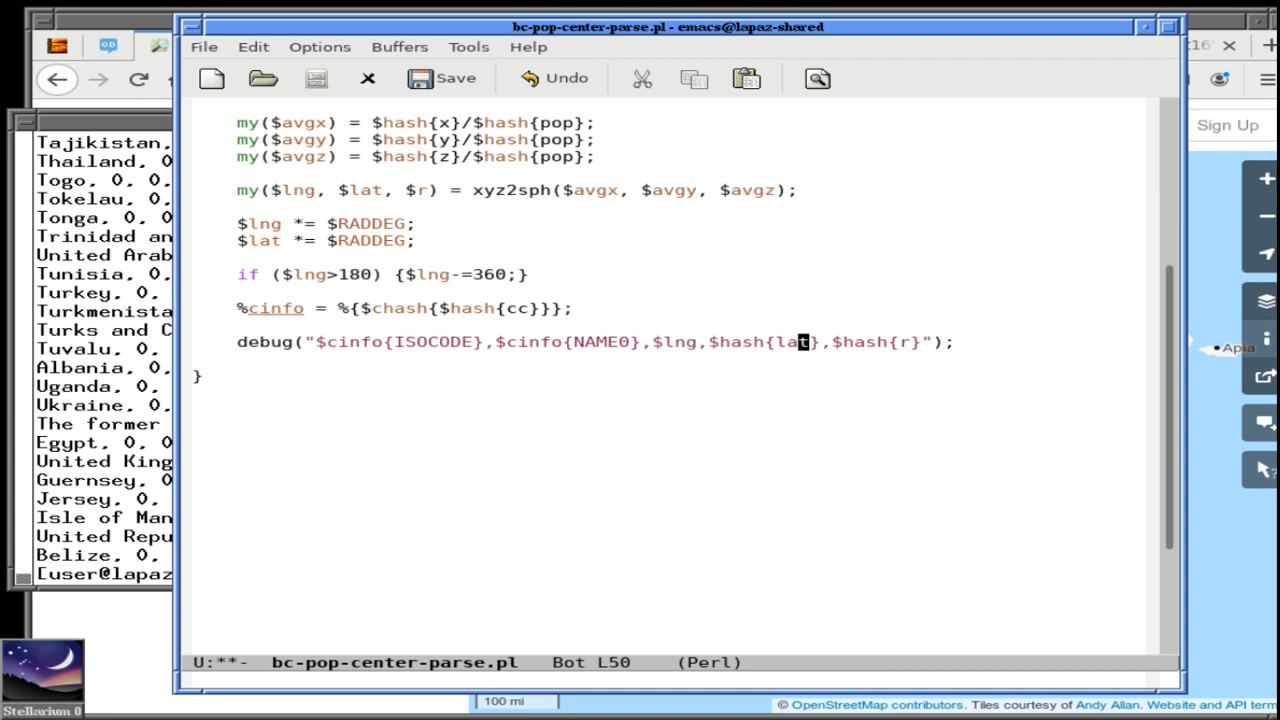 bc-pop-center-parse.pl - emacs@lapaz-shared
File Edit Options Buffers Tools Help
Save Undo
my($avgx) = $hash{x}/$hash{pop};
my($avgy) = $hash{y}/$hash{pop};
my($avgz) = $hash{z}/$hash{pop};
my($lng, $lat, $r) = xyz2sph($avgx, $avgy, $avgz);
$lng *= $RADDEG;
$lat *= $RADDEG;
if ($lng>180) {$lng-=360;}
%cinfo = %{$chash{$hash{cc}}};
debug("$cinfo{ISOCODE},$cinfo{NAME0},$lng,$hash{lat},$hash{r}");
}
U:**- bc-pop-center-parse.pl Bot L50 (Perl)
Tajikistan,
Thailand, 0
Togo, 0, 0,
Tokelau, 0,
Tonga, 0, 0
Trinidad an
United Arab
Tunisia, 0,
Turkey, 0,
Turkmenista
Turks and C
Tuvalu, 0,
Albania, 0,
Uganda, 0,
Ukraine, 0,
The former
Egypt, 0, 0
United King
Guernsey, 0
Jersey, 0,
Isle of Man
United Repu
Belize, 0,
[user@lapaz
Stellarium 0
Sign Up
Apia
100 mi
© OpenStreetMap contributors. Tiles courtesy of Andy Allan. Website and API term